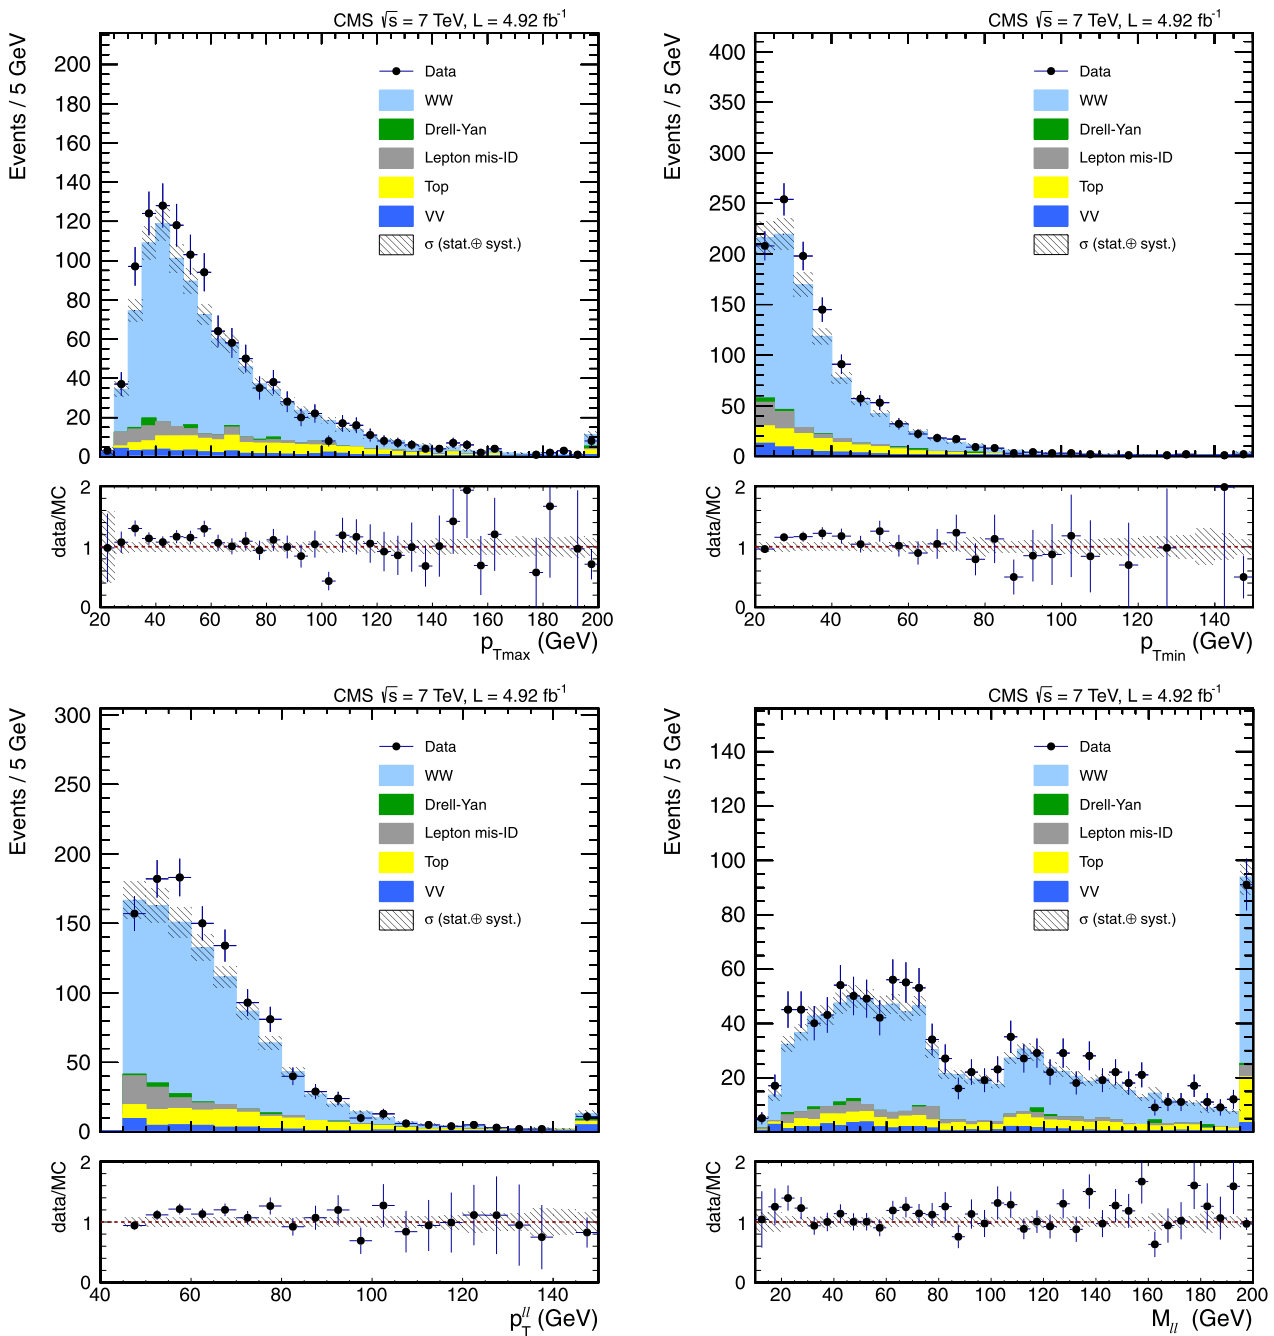 CMS √s = 7 TeV, L = 4.92 fb-1
Events / 5 GeV
200
180
160
140
120
100
80
60
40
20
0
Data
WW
Drell-Yan
Lepton mis-ID
Top
VV
σ (stat.⊕ syst.)
data/MC
2
1
0
20 40 60 80 100 120 140 160 180 200
pTmax (GeV)
CMS √s = 7 TeV, L = 4.92 fb-1
Events / 5 GeV
400
350
300
250
200
150
100
50
0
Data
WW
Drell-Yan
Lepton mis-ID
Top
VV
σ (stat.⊕ syst.)
data/MC
2
1
0
20 40 60 80 100 120 140
pTmin (GeV)
CMS √s = 7 TeV, L = 4.92 fb-1
Events / 5 GeV
300
250
200
150
100
50
0
Data
WW
Drell-Yan
Lepton mis-ID
Top
VV
σ (stat.⊕ syst.)
data/MC
2
1
0
40 60 80 100 120 140
pTll (GeV)
CMS √s = 7 TeV, L = 4.92 fb-1
Events / 5 GeV
140
120
100
80
60
40
20
0
Data
WW
Drell-Yan
Lepton mis-ID
Top
VV
σ (stat.⊕ syst.)
data/MC
2
1
0
20 40 60 80 100 120 140 160 180 200
Mll (GeV)